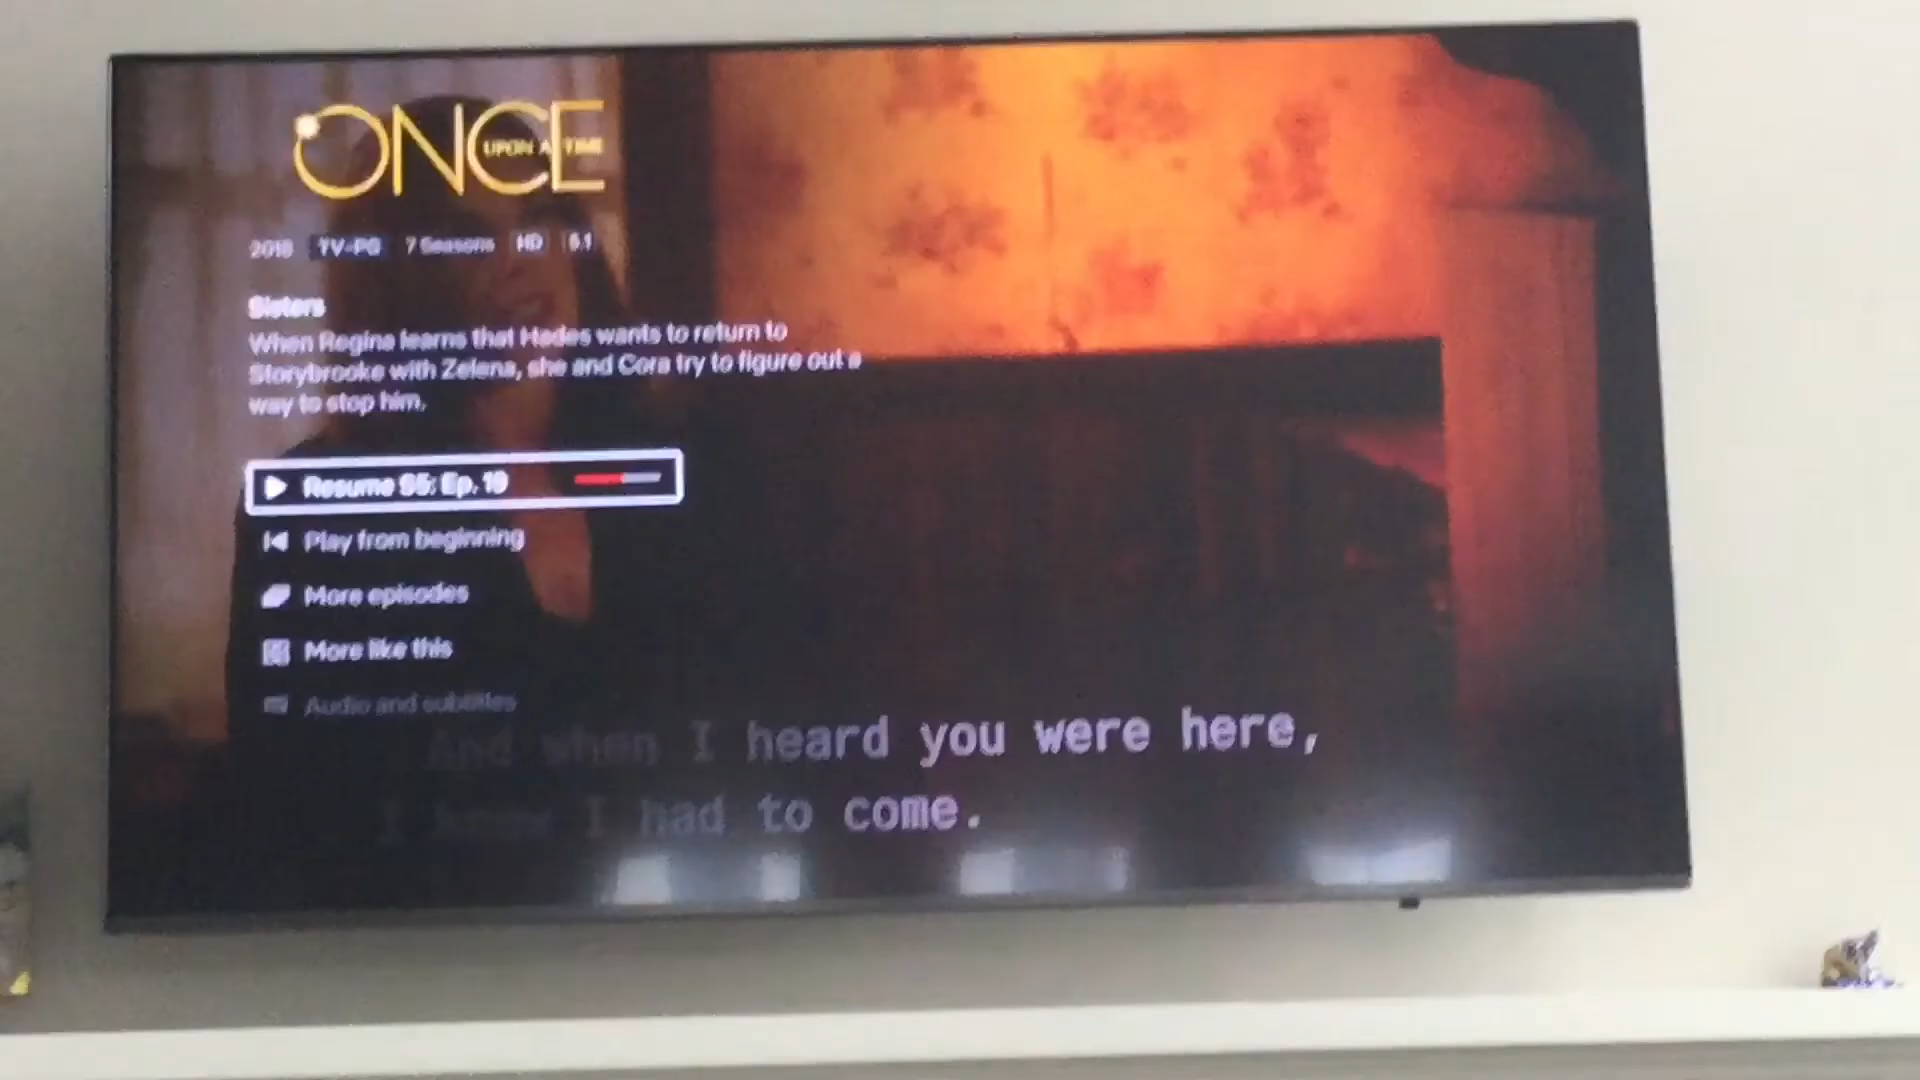 ONCE
UPON A TIME
2018 TV-PG 7 Seasons HD 5.1
Sisters
When Regina learns that Hades wants to return to
Storybrooke with Zelena, she and Cora try to figure out a
way to stop him.
Resume S5: Ep. 19
Play from beginning
More episodes
More like this
Audio and subtitles
And when I heard you were here,
I knew I had to come.